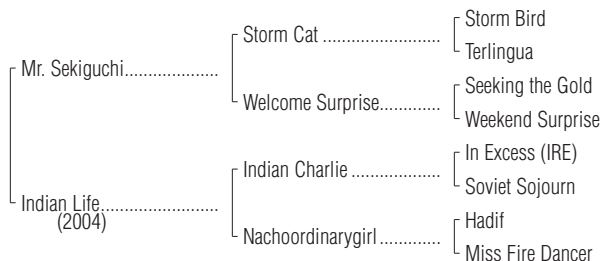 Storm Bird
Storm Cat ..........................
Terlingua
Mr. Sekiguchi.....................
Seeking the Gold
Welcome Surprise.............
Weekend Surprise
In Excess (IRE)
Indian Charlie ....................
Soviet Sojourn
Indian Life..........................
(2004)
Hadif
Nachoordinarygirl.............
Miss Fire Dancer